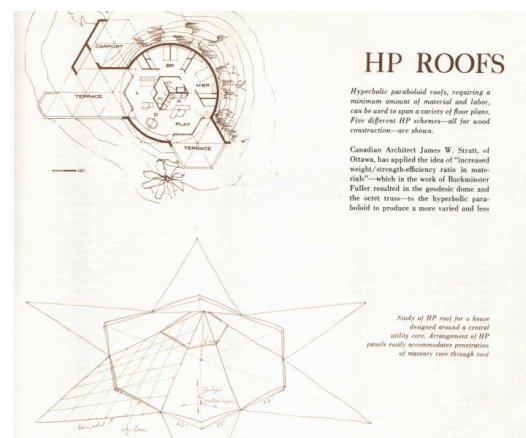 CARPORT
BR
TERRACE
L
MBR
K
D
PLAY
TERRACE
10'
HP ROOFS
Hyperbolic paraboloid roofs, requiring a
minimum amount of material and labor,
can be used to span a variety of floor plans.
Five different HP schemes—all for wood
construction—are shown.
Canadian Architect James W. Strutt, of
Ottawa, has applied the idea of "increased
weight/strength-efficiency ratio in mate-
rials"—which in the work of Buckminster
Fuller resulted in the geodesic dome and
the octet truss—to the hyperbolic para-
boloid to produce a more varied and less
Study of HP roof for a house
designed around a central
utility core. Arrangement of HP
panels easily accommodates penetration
of masonry core through roof